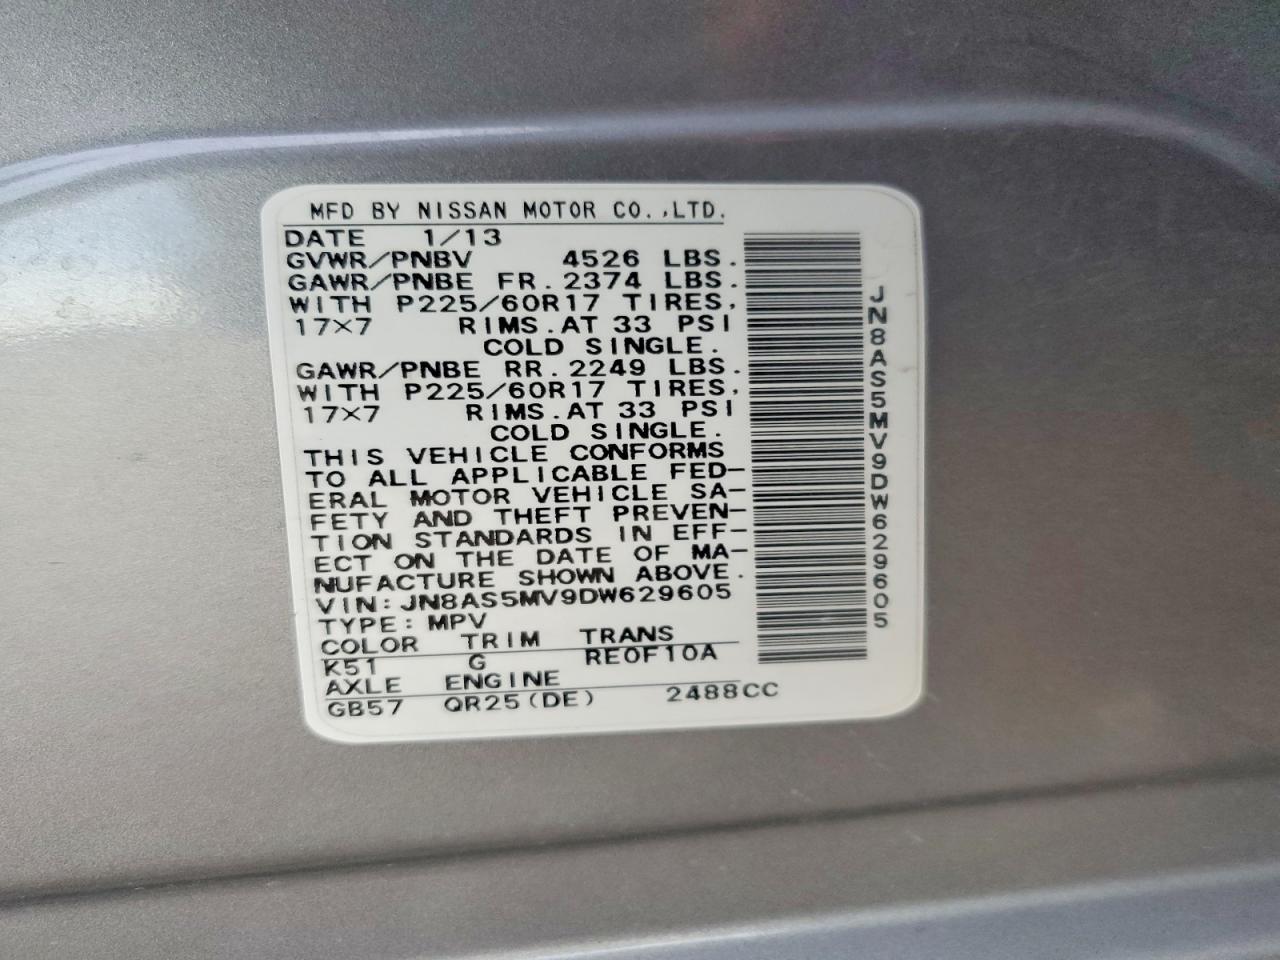 MFD BY NISSAN MOTOR CO.,LTD.
DATE 1/13
GVWR/PNBV 4526 LBS.
GAWR/PNBE FR. 2374 LBS.
WITH P225/60R17 TIRES,
17×7 RIMS.AT 33 PSI
COLD SINGLE.
GAWR/PNBE RR. 2249 LBS.
WITH P225/60R17 TIRES,
17×7 RIMS.AT 33 PSI
COLD SINGLE.
THIS VEHICLE CONFORMS
TO ALL APPLICABLE FED-
ERAL MOTOR VEHICLE SA-
FETY AND THEFT PREVEN-
TION STANDARDS IN EFF-
ECT ON THE DATE OF MA-
NUFACTURE SHOWN ABOVE.
VIN: JN8AS5MV9DW629605
TYPE: MPV
COLOR TRIM TRANS
K51 G RE0F10A
AXLE ENGINE
GB57 QR25(DE) 2488CC
JN8AS5MV9DW629605